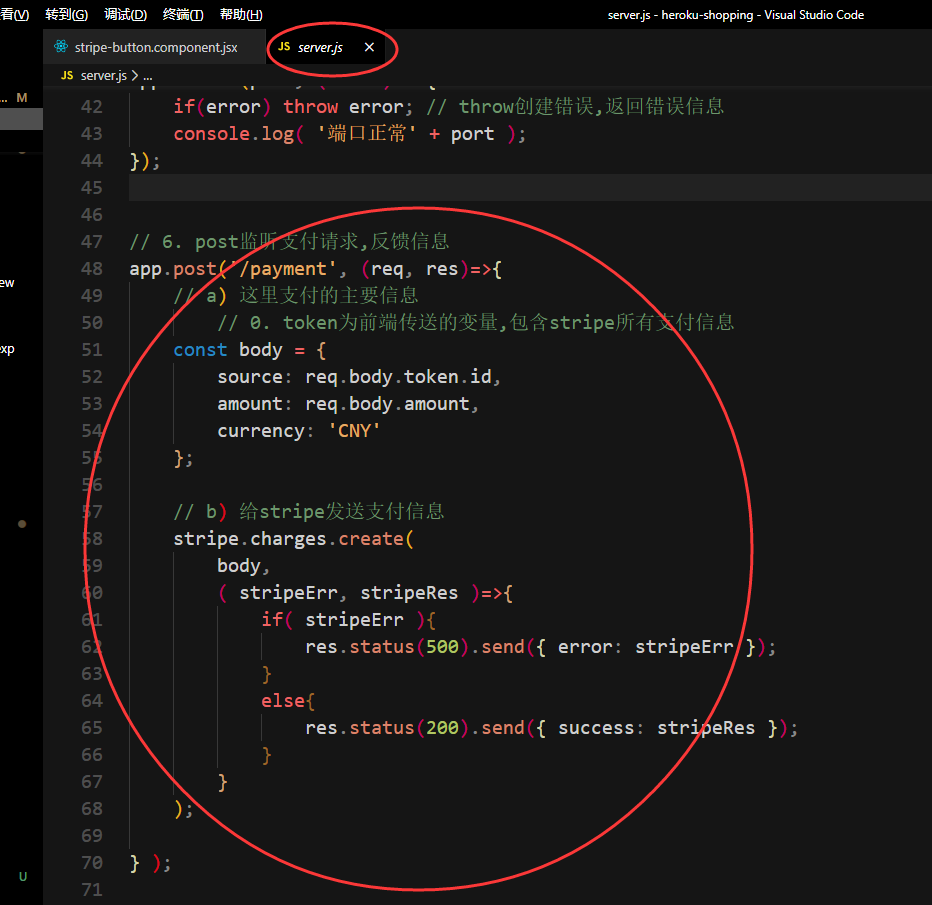 看(V) 转到(G) 调试(D) 终端(T) 帮助(H) server.js - heroku-shopping - Visual Studio Code
stripe-button.component.jsx JS server.js ×
JS server.js > ...
... M
42 if(error) throw error; // throw创建错误,返回错误信息
43 console.log( '端口正常' + port );
44 });
45
46
47 // 6. post监听支付请求,反馈信息
48 app.post('/payment', (req, res)=>{
49 // a) 这里支付的主要信息
50 // 0. token为前端传送的变量,包含stripe所有支付信息
51 const body = {
52 source: req.body.token.id,
53 amount: req.body.amount,
54 currency: 'CNY'
55 };
56
57 // b) 给stripe发送支付信息
58 stripe.charges.create(
59 body,
60 ( stripeErr, stripeRes )=>{
61 if( stripeErr ){
62 res.status(500).send({ error: stripeErr });
63 }
64 else{
65 res.status(200).send({ success: stripeRes });
66 }
67 }
68 );
69
70 } );
71
ew
exp
U